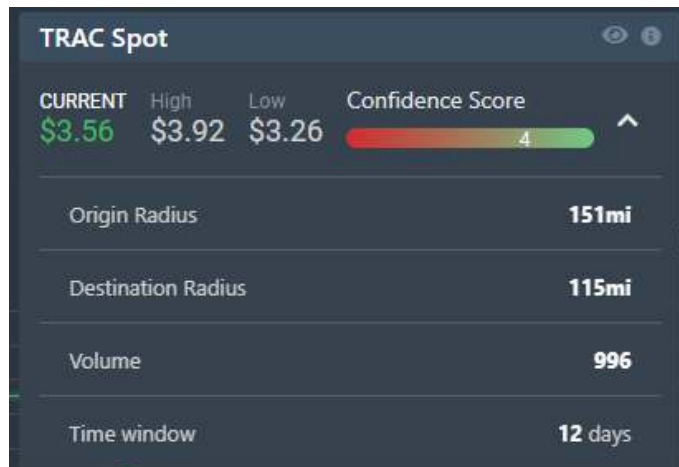 TRAC Spot
CURRENT High Low Confidence Score
$3.56 $3.92 $3.26 4
Origin Radius 151mi
Destination Radius 115mi
Volume 996
Time window 12 days